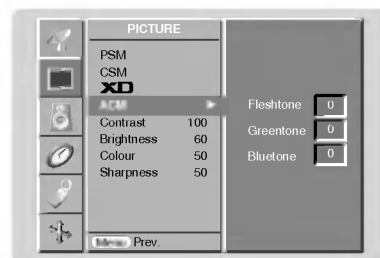 PICTURE
PSM
CSM
XD
ACM
Contrast 100
Brightness 60
Colour 50
Sharpness 50
Menu Prev.
Fleshtone 0
Greentone 0
Bluetone 0